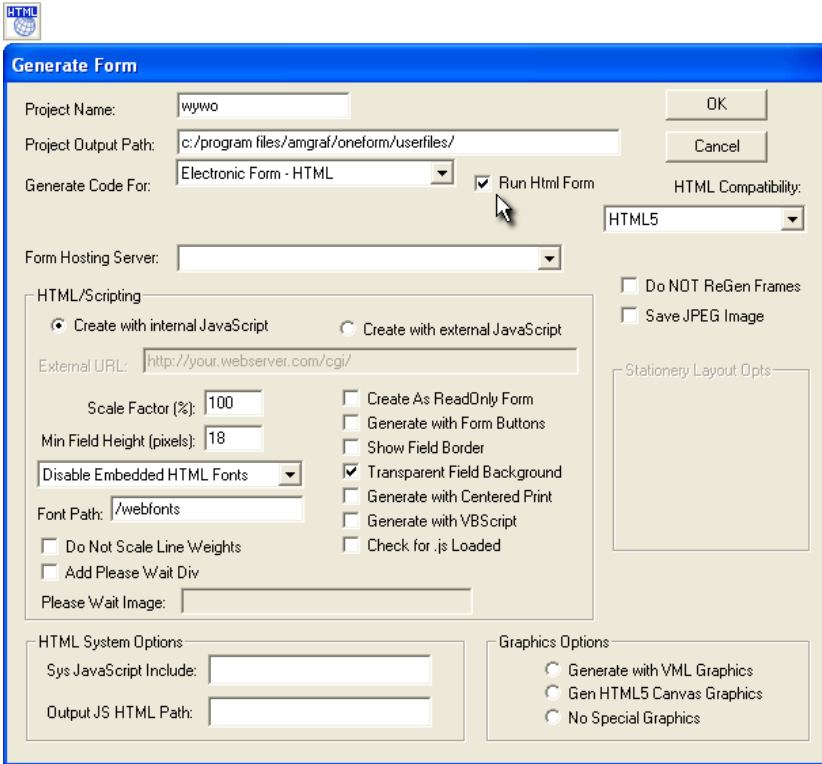 HTML
Generate Form
Project Name: wywo OK
Project Output Path: c:/program files/amgraf/oneform/userfiles/ Cancel
Generate Code For: Electronic Form - HTML Run Html Form HTML Compatibility:
HTML5
Form Hosting Server:
Do NOT ReGen Frames
HTML/Scripting
Save JPEG Image
Create with internal JavaScript Create with external JavaScript
External URL: http://your.webserver.com/cgi/
Stationery Layout Opts
Scale Factor (%): 100 Create As ReadOnly Form
Generate with Form Buttons
Min Field Height (pixels): 18 Show Field Border
Disable Embedded HTML Fonts Transparent Field Background
Generate with Centered Print
Font Path: /webfonts Generate with VBScript
Do Not Scale Line Weights Check for .js Loaded
Add Please Wait Div
Please Wait Image:
HTML System Options Graphics Options
Sys JavaScript Include: Generate with VML Graphics
Gen HTML5 Canvas Graphics
Output JS HTML Path: No Special Graphics